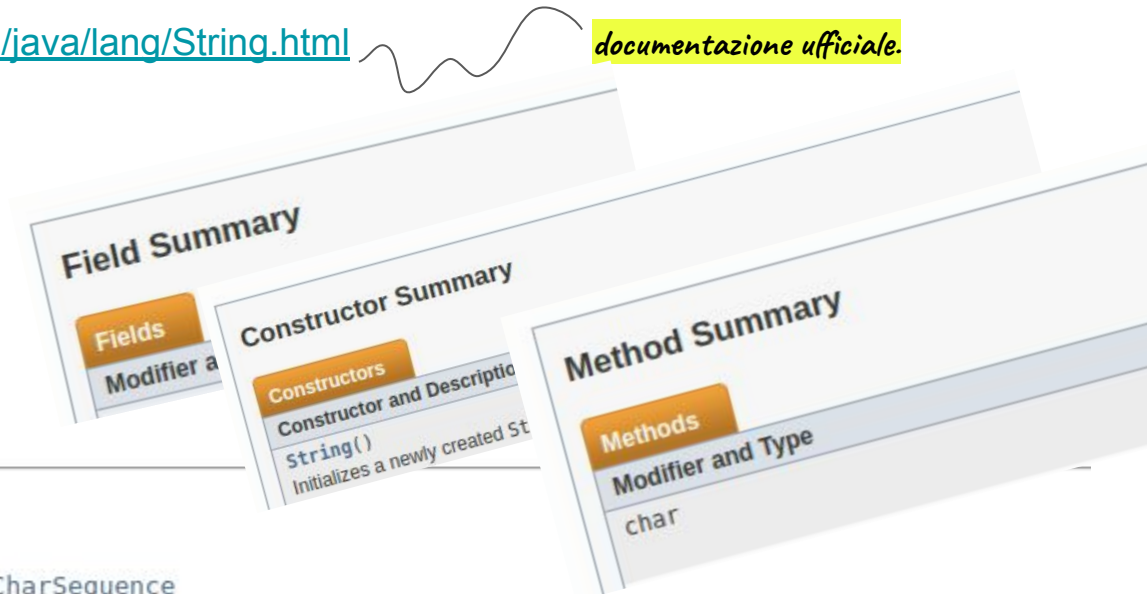 /java/lang/String.html
documentazione ufficiale.
Field Summary
Fields
Modifier a
Constructor Summary
Constructors
Constructor and Descriptio
String()
Initializes a newly created St
Method Summary
Methods
Modifier and Type
char
CharSequence